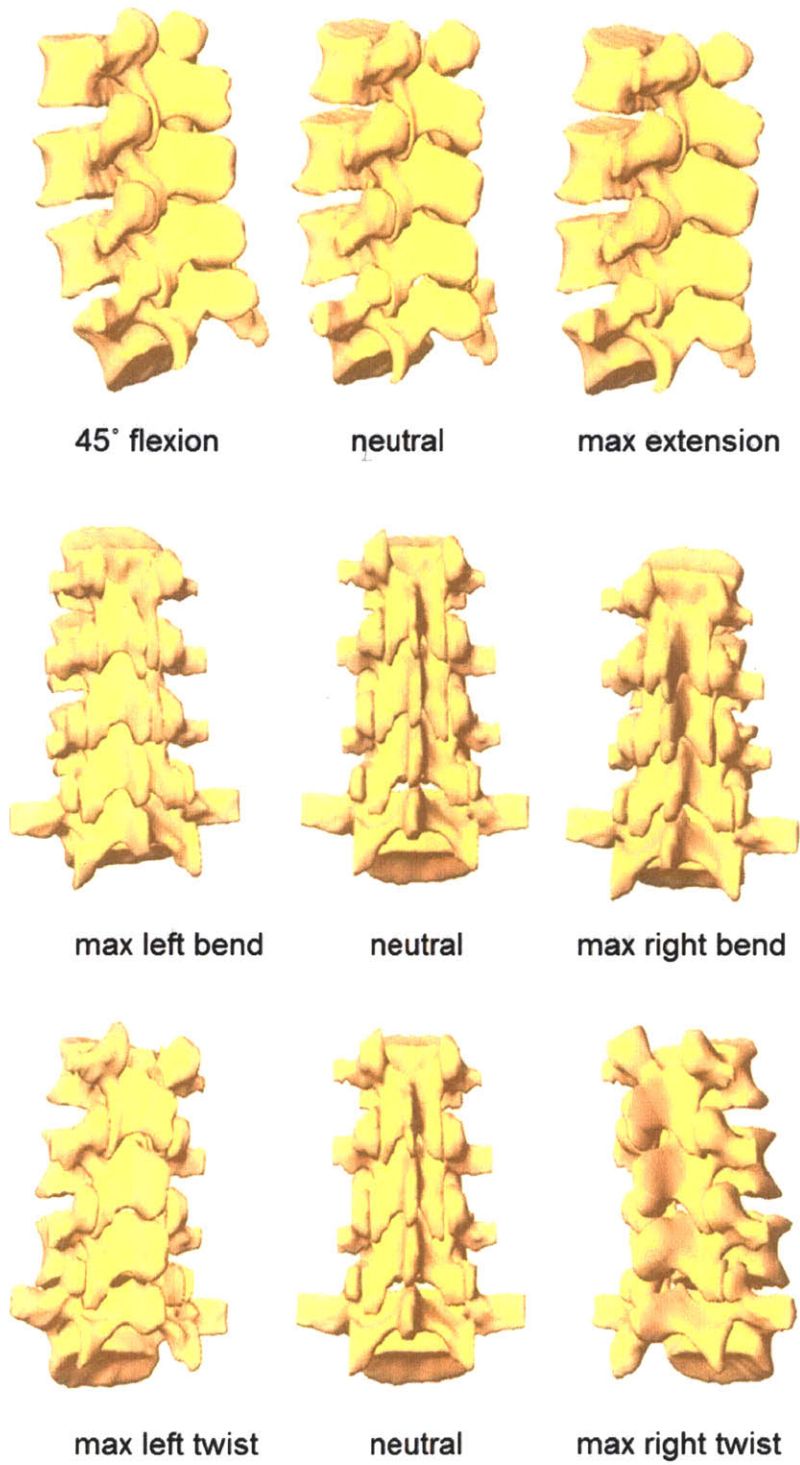 45˚ flexion neutral max extension
max left bend neutral max right bend
max left twist neutral max right twist